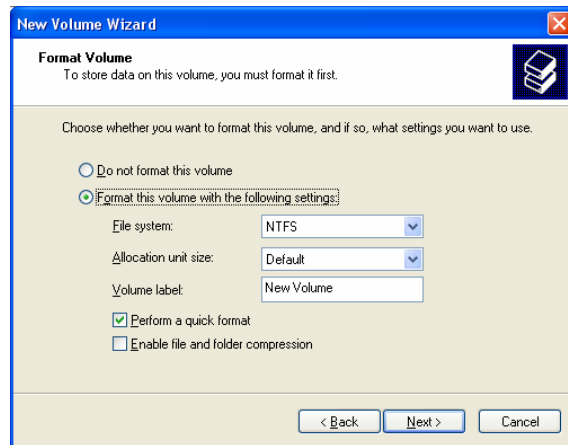 New Volume Wizard
Format Volume
To store data on this volume, you must format it first.
Choose whether you want to format this volume, and if so, what settings you want to use.
Do not format this volume
Format this volume with the following settings:
File system: NTFS
Allocation unit size: Default
Volume label: New Volume
Perform a quick format
Enable file and folder compression
< Back Next > Cancel